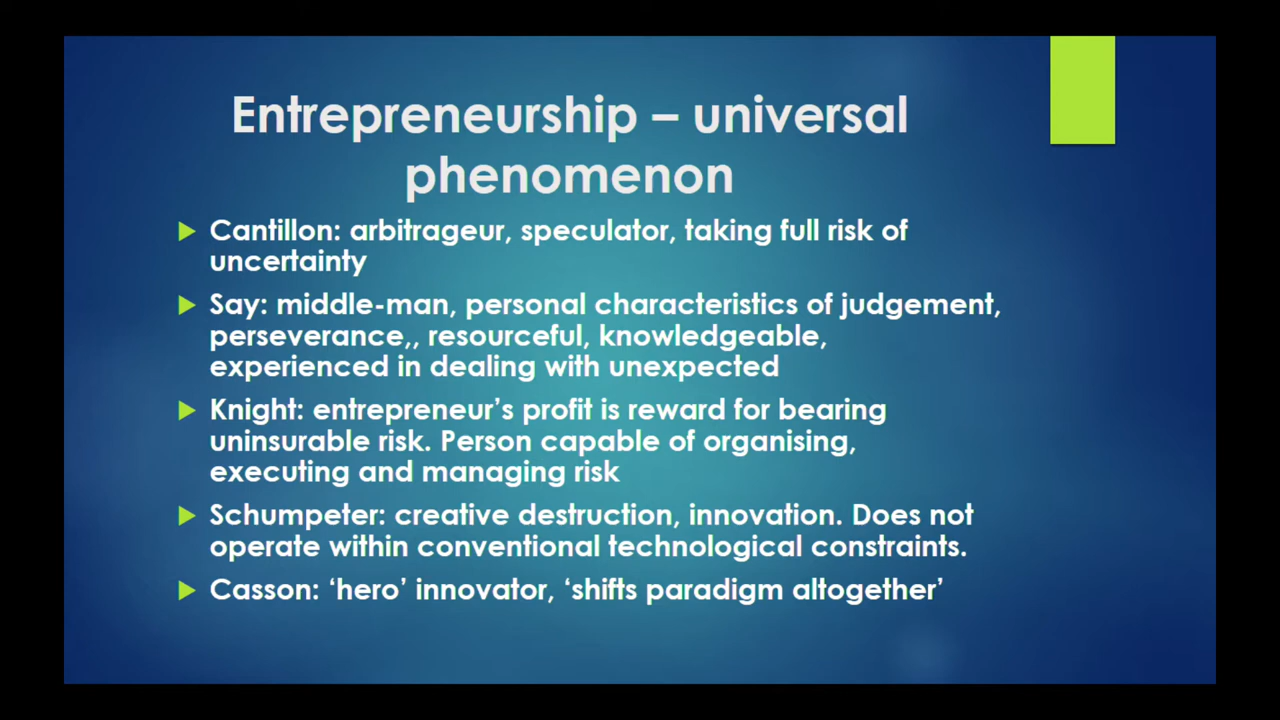 Entrepreneurship – universal
phenomenon
Cantillon: arbitrageur, speculator, taking full risk of
uncertainty
Say: middle-man, personal characteristics of judgement,
perseverance,, resourceful, knowledgeable,
experienced in dealing with unexpected
Knight: entrepreneur’s profit is reward for bearing
uninsurable risk. Person capable of organising,
executing and managing risk
Schumpeter: creative destruction, innovation. Does not
operate within conventional technological constraints.
Casson: ‘hero’ innovator, ‘shifts paradigm altogether’